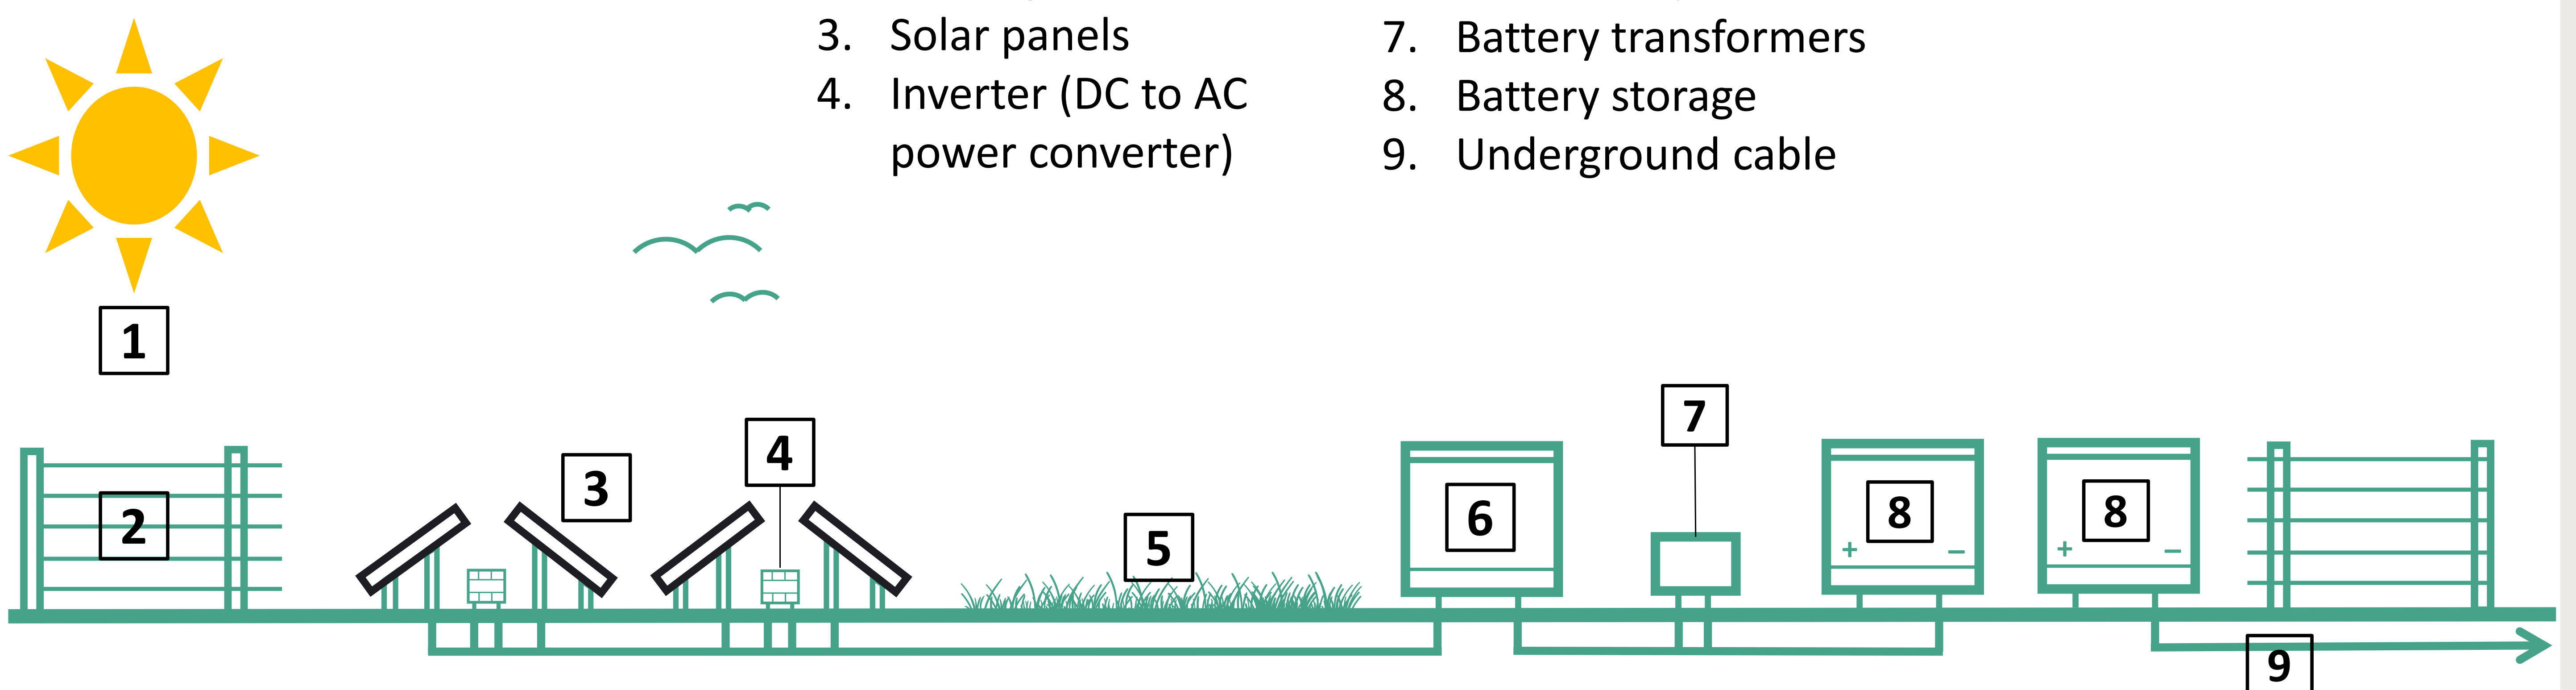 3. Solar panels
4. Inverter (DC to AC
power converter)
7. Battery transformers
8. Battery storage
9. Underground cable
1
2
3
4
5
6
7
8
+ −
8
+ −
9